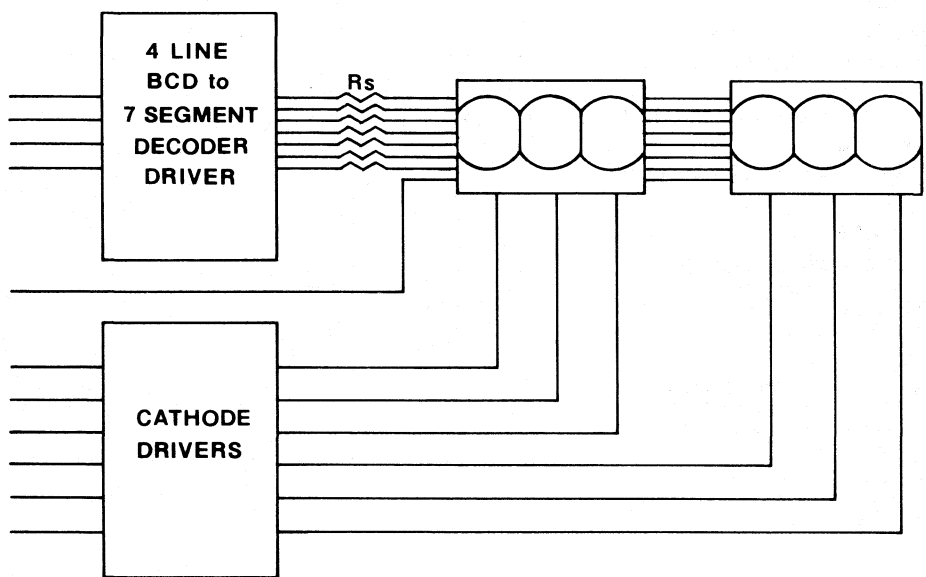 4 LINE
BCD to
7 SEGMENT
DECODER
DRIVER
Rs
CATHODE
DRIVERS